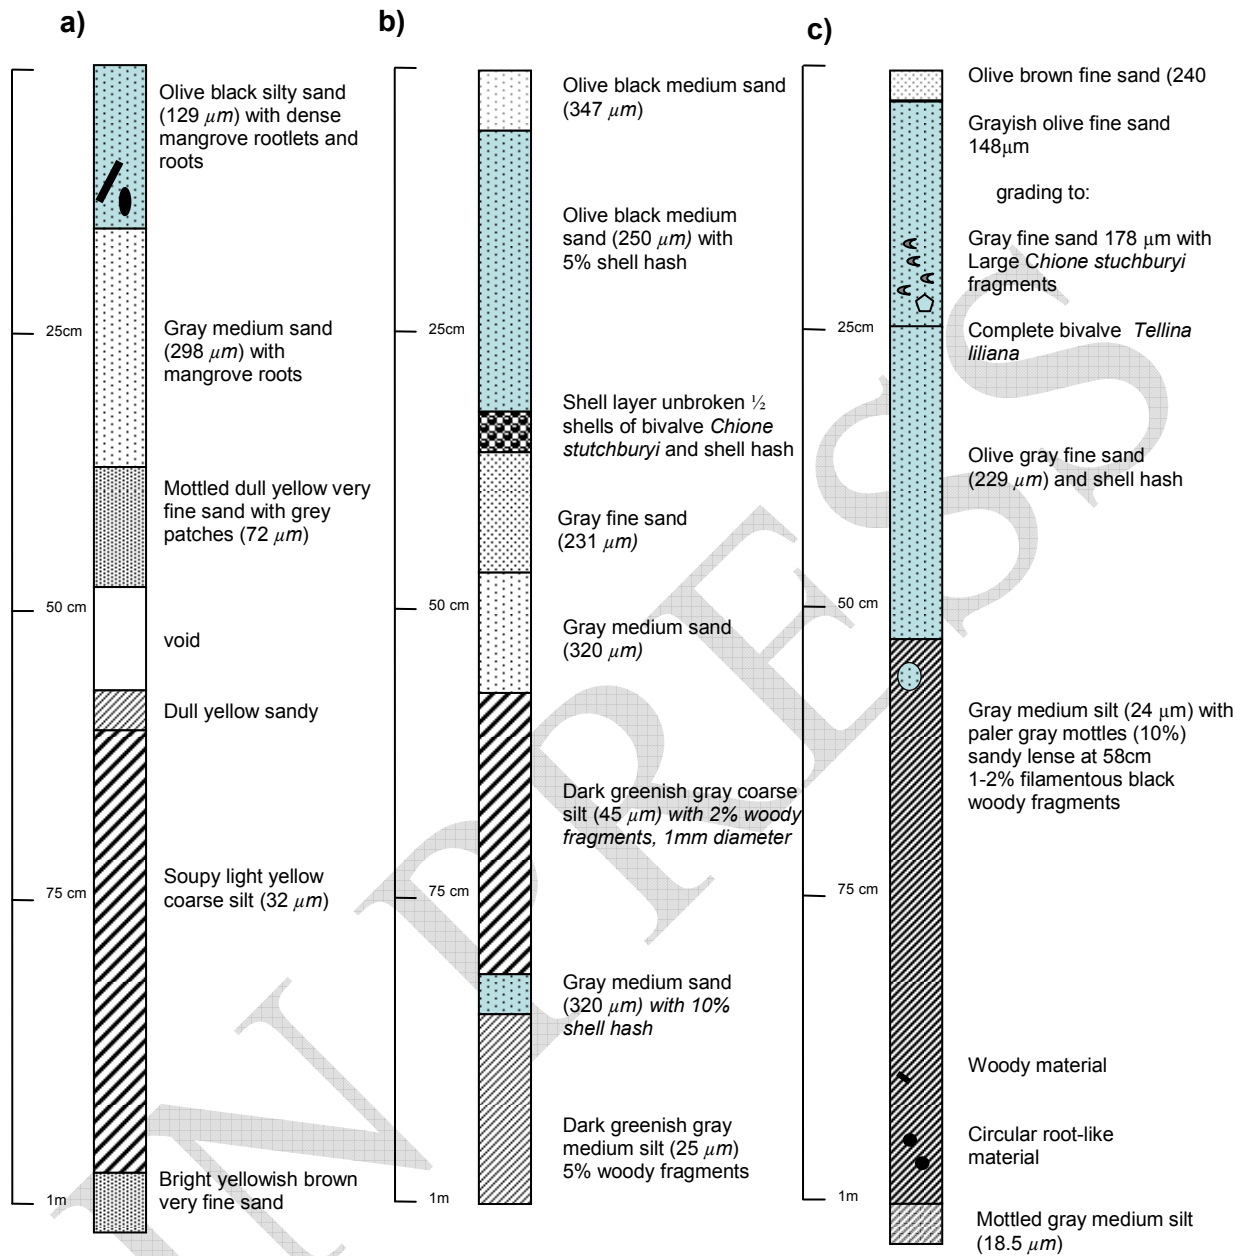 a)
Olive black silty sand
(129 µm) with dense
mangrove rootlets and
roots
25cm
Gray medium sand
(298 µm) with
mangrove roots
Mottled dull yellow very
fine sand with grey
patches (72 µm)
50 cm
void
Dull yellow sandy
75 cm
Soupy light yellow
coarse silt (32 µm)
Bright yellowish brown
very fine sand
1m
b)
Olive black medium sand
(347 µm)
Olive black medium
sand (250 µm) with
5% shell hash
25cm
Shell layer unbroken ½
shells of bivalve Chione
stutchburyi and shell hash
Gray fine sand
(231 µm)
50 cm
Gray medium sand
(320 µm)
Dark greenish gray coarse
silt (45 µm) with 2% woody
fragments, 1mm diameter
75 cm
Gray medium sand
(320 µm) with 10%
shell hash
Dark greenish gray
medium silt (25 µm)
5% woody fragments
1m
c)
Olive brown fine sand (240
Grayish olive fine sand
148µm
grading to:
Gray fine sand 178 µm with
Large Chione stuchburyi
fragments
25cm
Complete bivalve Tellina
liliana
Olive gray fine sand
(229 µm) and shell hash
50 cm
Gray medium silt (24 µm) with
paler gray mottles (10%)
sandy lense at 58cm
1-2% filamentous black
woody fragments
75 cm
Woody material
Circular root-like
material
1m
Mottled gray medium silt
(18.5 µm)
IN PRESS